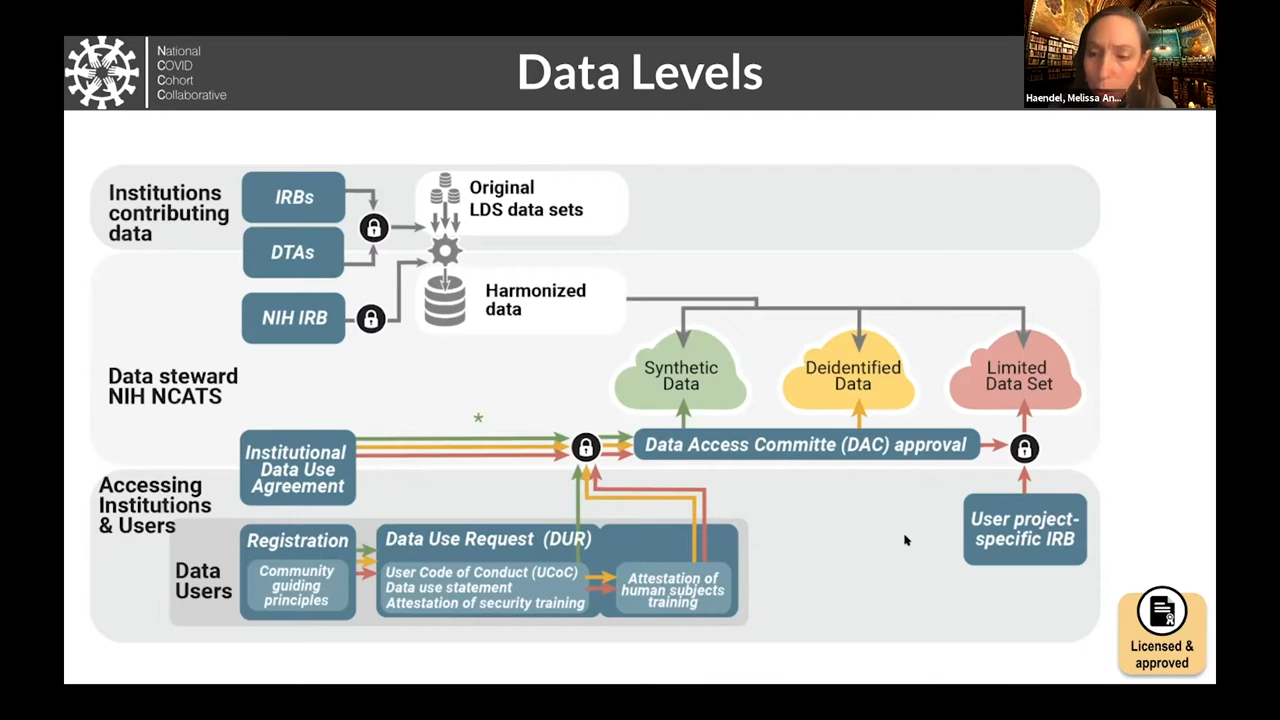 National
COVID
Cohort
Collaborative
Data Levels
Haendel, Melissa An...
Institutions
contributing
data
IRBs
DTAs
Original
LDS data sets
NIH IRB
Harmonized
data
Data steward
NIH NCATS
Synthetic
Data
Deidentified
Data
Limited
Data Set
*
Institutional
Data Use
Agreement
Data Access Committe (DAC) approval
Accessing
Institutions
& Users
User project-
specific IRB
Data
Users
Registration
Community
guiding
principles
Data Use Request (DUR)
User Code of Conduct (UCoC)
Data use statement
Attestation of security training
Attestation of
human subjects
training
Licensed &
approved